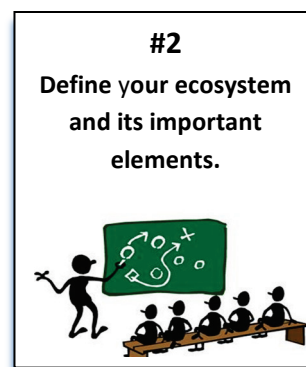 #2
Define your ecosystem
and its important
elements.